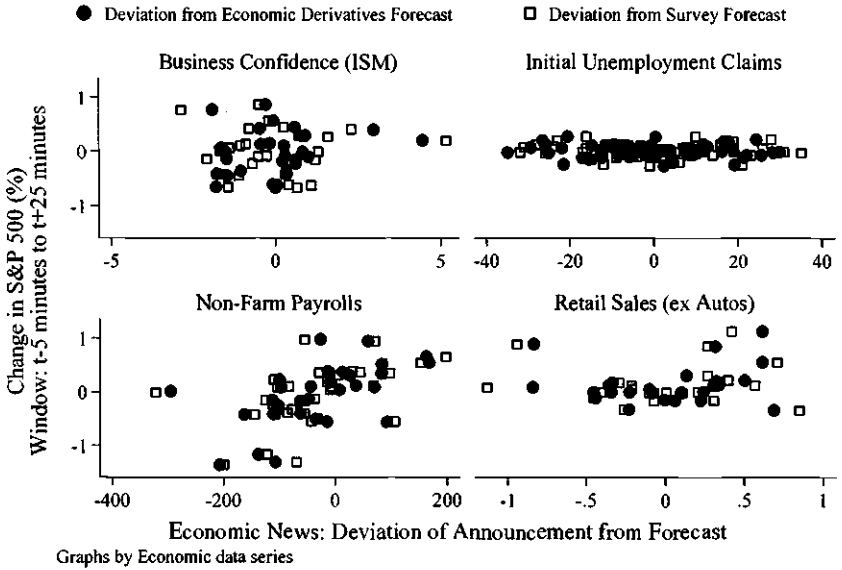 Deviation from Economic Derivatives Forecast
Deviation from Survey Forecast
Business Confidence (ISM)
Initial Unemployment Claims
Change in S&P 500 (%)
Window: t-5 minutes to t+25 minutes
1
0
-1
-5
0
5
-40
-20
0
20
40
Non-Farm Payrolls
Retail Sales (ex Autos)
1
0
-1
-400
-200
0
200
-1
-.5
0
.5
1
Economic News: Deviation of Announcement from Forecast
Graphs by Economic data series